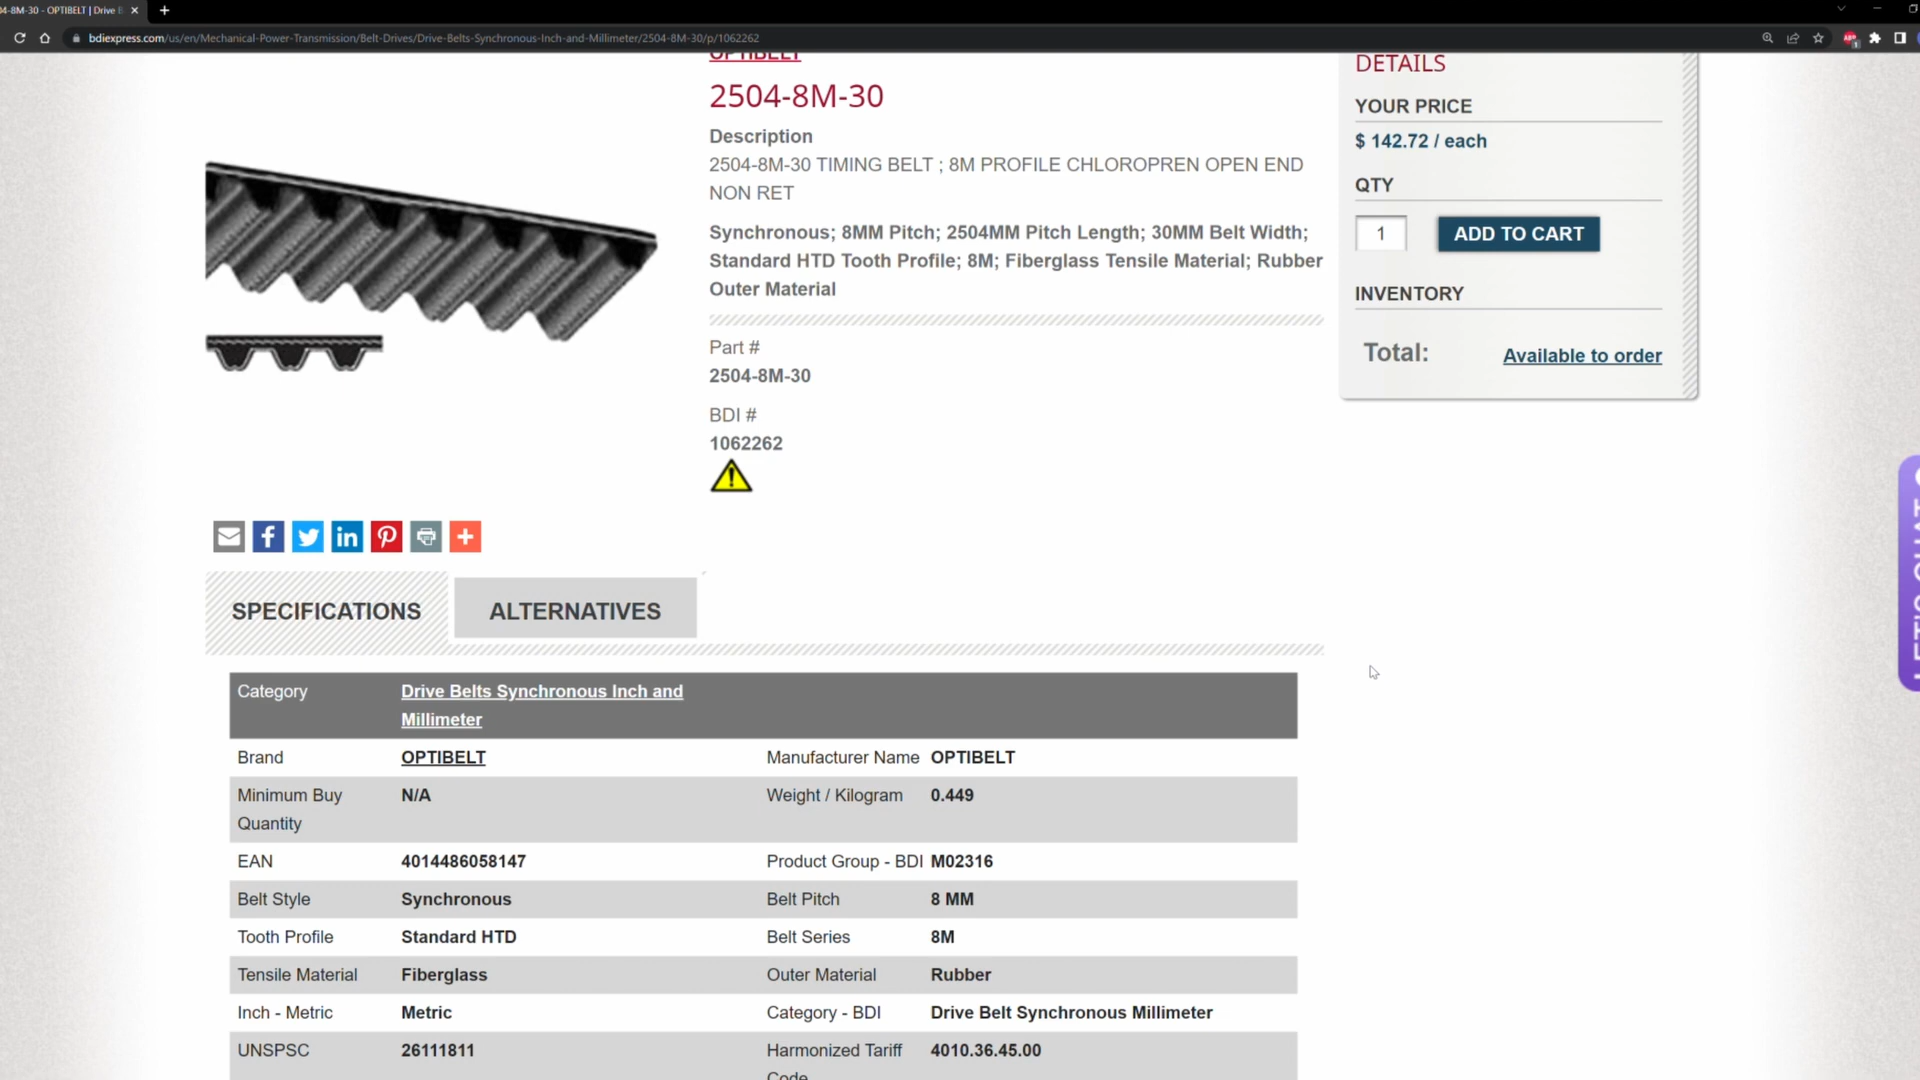 04-8M-30 - OPTIBELT | Drive B
bdiexpress.com/us/en/Mechanical-Power-Transmission/Belt-Drives/Drive-Belts-Synchronous-Inch-and-Millimeter/2504-8M-30/p/1062262
OPTIBELT
2504-8M-30
Description
2504-8M-30 TIMING BELT ; 8M PROFILE CHLOROPREN OPEN END
NON RET
Synchronous; 8MM Pitch; 2504MM Pitch Length; 30MM Belt Width;
Standard HTD Tooth Profile; 8M; Fiberglass Tensile Material; Rubber
Outer Material
Part #
2504-8M-30
BDI #
1062262
DETAILS
YOUR PRICE
$ 142.72 / each
QTY
1 ADD TO CART
INVENTORY
Total: Available to order
SPECIFICATIONS ALTERNATIVES
Category Drive Belts Synchronous Inch and
Millimeter
Brand OPTIBELT Manufacturer Name OPTIBELT
Minimum Buy N/A Weight / Kilogram 0.449
Quantity
EAN 4014486058147 Product Group - BDI M02316
Belt Style Synchronous Belt Pitch 8 MM
Tooth Profile Standard HTD Belt Series 8M
Tensile Material Fiberglass Outer Material Rubber
Inch - Metric Metric Category - BDI Drive Belt Synchronous Millimeter
UNSPSC 26111811 Harmonized Tariff 4010.36.45.00
Code